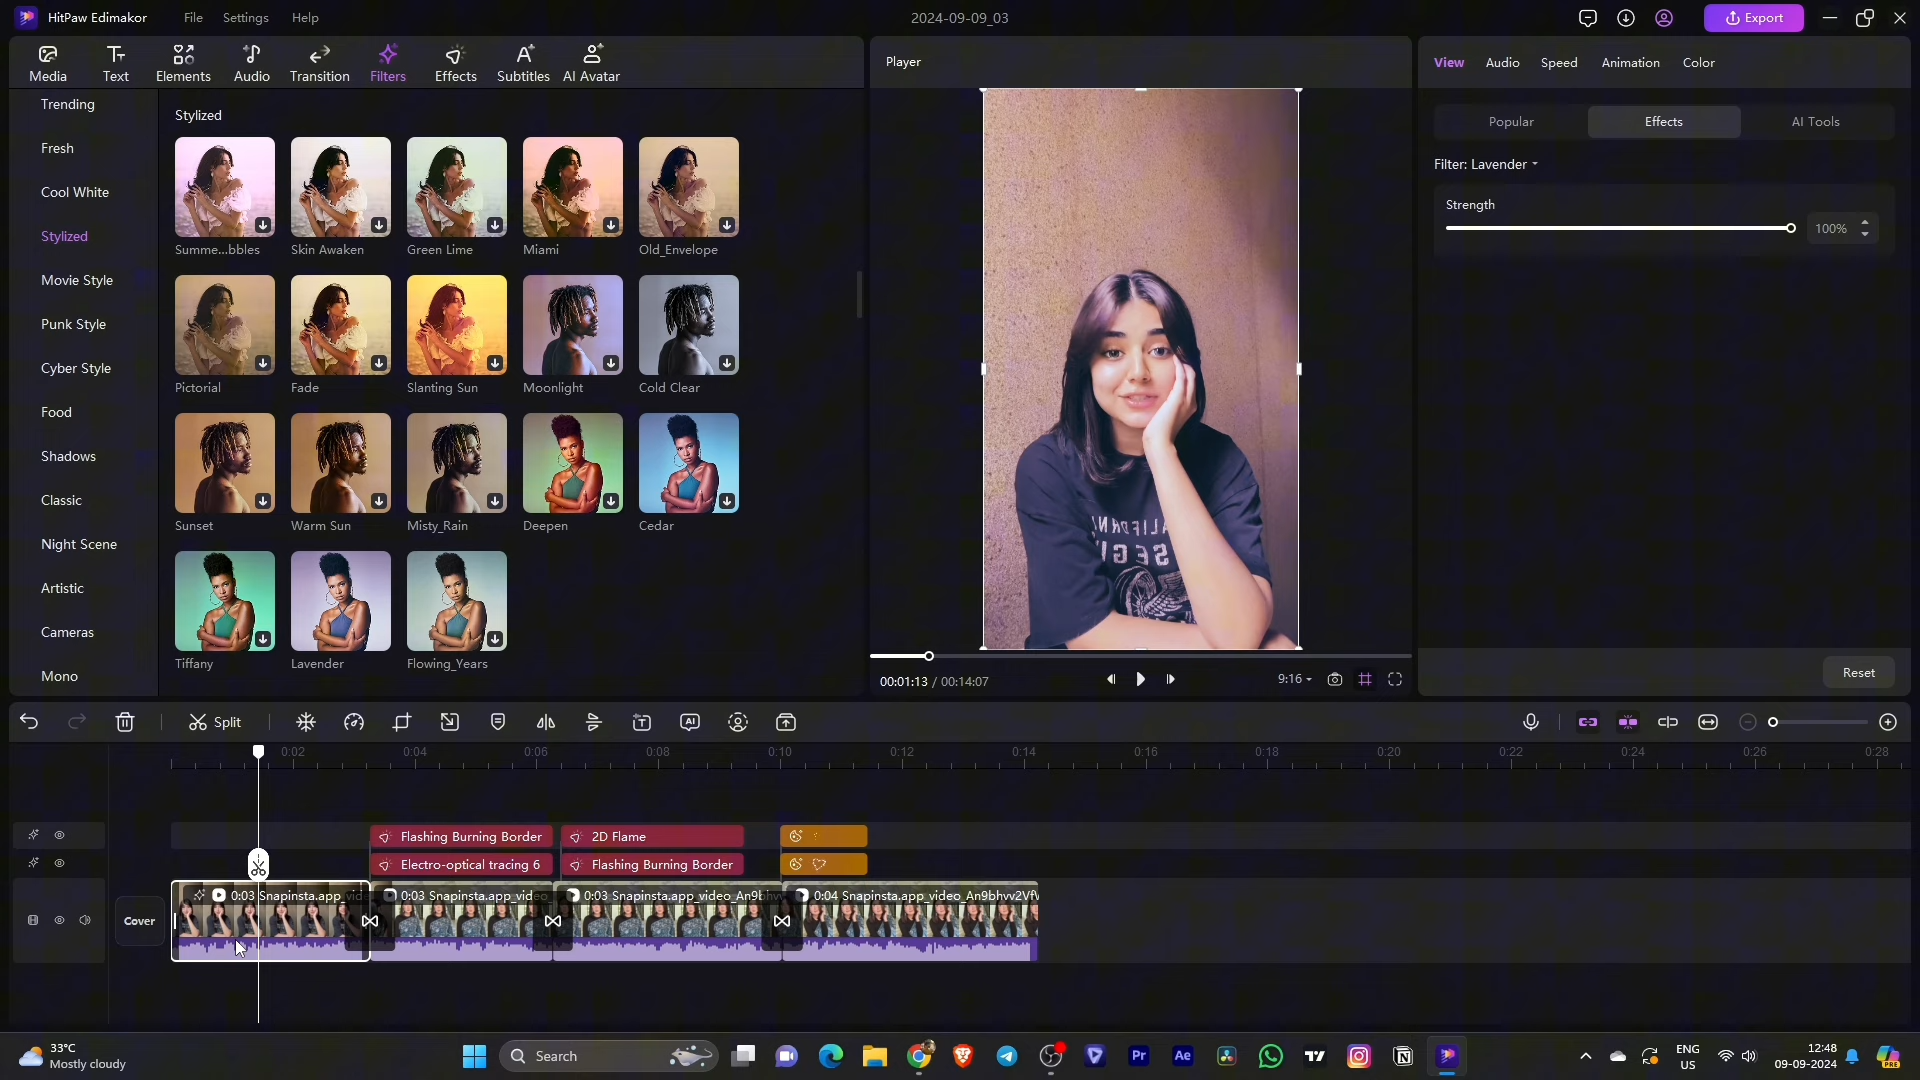 HitPaw Edimakor
File
Settings
Help
2024-09-09_03
Export
Media
Text
Elements
Audio
Transition
Filters
Effects
Subtitles
AI Avatar
Trending
Fresh
Cool White
Stylized
Movie Style
Punk Style
Cyber Style
Food
Shadows
Classic
Night Scene
Artistic
Cameras
Mono
Stylized
Summe...bbles
Skin Awaken
Green Lime
Miami
Old_Envelope
Pictorial
Fade
Slanting Sun
Moonlight
Cold Clear
Sunset
Warm Sun
Misty_Rain
Deepen
Cedar
Tiffany
Lavender
Flowing_Years
Player
00:01:13 / 00:14:07
9:16
View
Audio
Speed
Animation
Color
Popular
Effects
AI Tools
Filter: Lavender
Strength
100%
Reset
Split
AI
0:02
0:04
0:06
0:08
0:10
0:12
0:14
0:16
0:18
0:20
0:22
0:24
0:26
0:28
Flashing Burning Border
2D Flame
Electro-optical tracing 6
Flashing Burning Border
Cover
0:03 Snapinsta.app_vid
0:03 Snapinsta.app_video_
0:03 Snapinsta.app_video_An9bhvv
0:04 Snapinsta.app_video_An9bhvv2Vf
33°C
Mostly cloudy
Search
Pr
Ae
ENG
US
12:48
09-09-2024
PRE